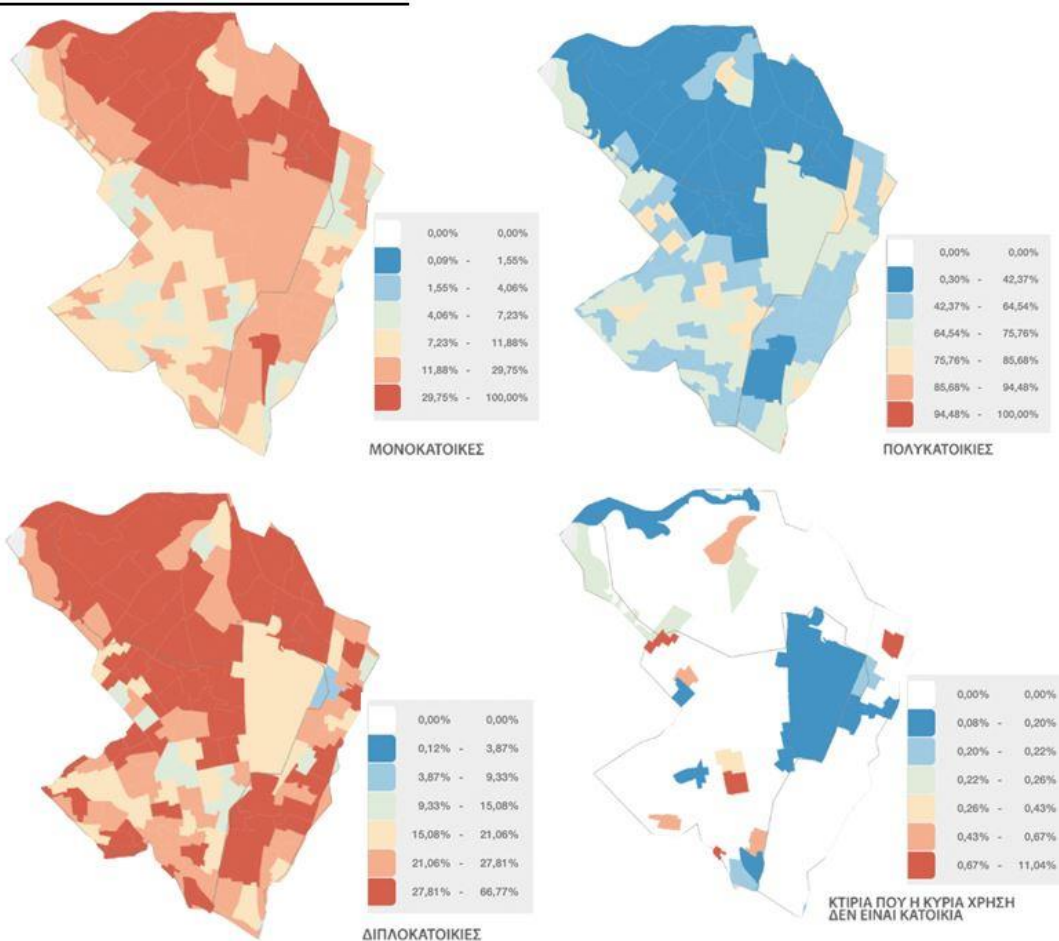 0,00% 0,00%
0,09% - 1,55%
1,55% - 4,06%
4,06% - 7,23%
7,23% - 11,88%
11,88% - 29,75%
29,75% - 100,00%
ΜΟΝΟΚΑΤΟΙΚΕΣ
0,00% 0,00%
0,30% - 42,37%
42,37% - 64,54%
64,54% - 75,76%
75,76% - 85,68%
85,68% - 94,48%
94,48% - 100,00%
ΠΟΛΥΚΑΤΟΙΚΙΕΣ
0,00% 0,00%
0,12% - 3,87%
3,87% - 9,33%
9,33% - 15,08%
15,08% - 21,06%
21,06% - 27,81%
27,81% - 66,77%
ΔΙΠΛΟΚΑΤΟΙΚΙΕΣ
0,00% 0,00%
0,08% - 0,20%
0,20% - 0,22%
0,22% - 0,26%
0,26% - 0,43%
0,43% - 0,67%
0,67% - 11,04%
ΚΤΙΡΙΑ ΠΟΥ Η ΚΥΡΙΑ ΧΡΗΣΗ
ΔΕΝ ΕΙΝΑΙ ΚΑΤΟΙΚΙΑ